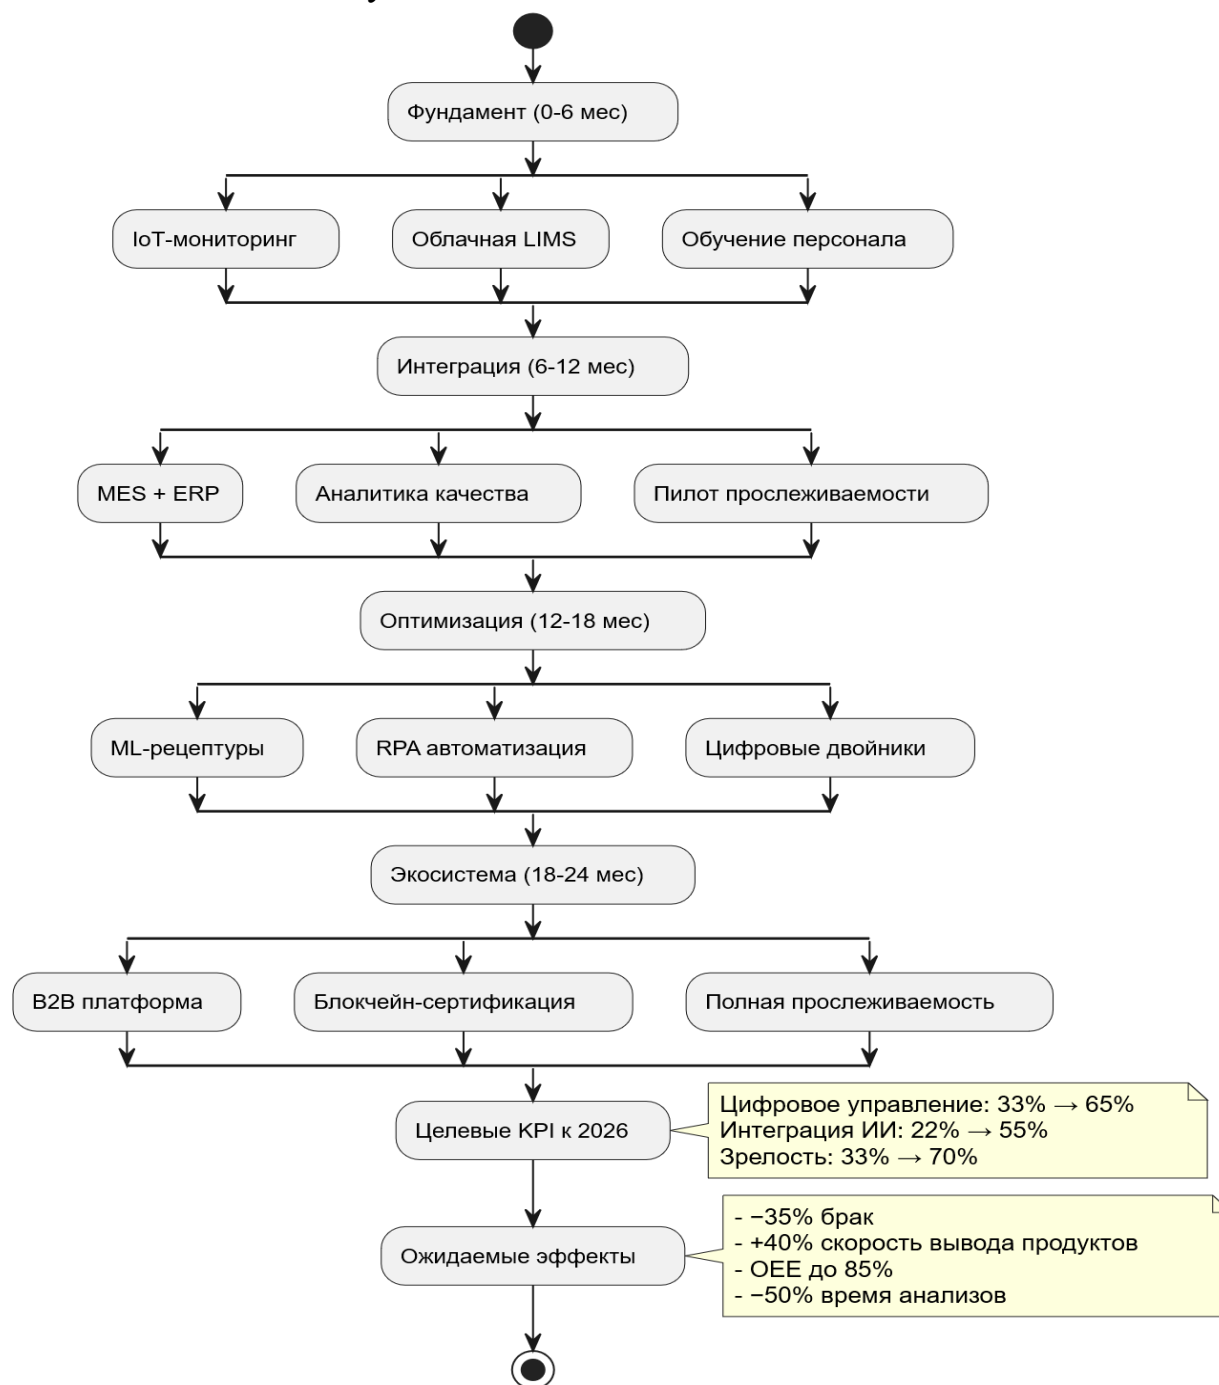 Фундамент (0-6 мес)
IoT-мониторинг
Облачная LIMS
Обучение персонала
Интеграция (6-12 мес)
MES + ERP
Аналитика качества
Пилот прослеживаемости
Оптимизация (12-18 мес)
ML-рецептуры
RPA автоматизация
Цифровые двойники
Экосистема (18-24 мес)
B2B платформа
Блокчейн-сертификация
Полная прослеживаемость
Целевые KPI к 2026
Цифровое управление: 33% → 65%
Интеграция ИИ: 22% → 55%
Зрелость: 33% → 70%
Ожидаемые эффекты
- −35% брак
- +40% скорость вывода продуктов
- OEE до 85%
- −50% время анализов